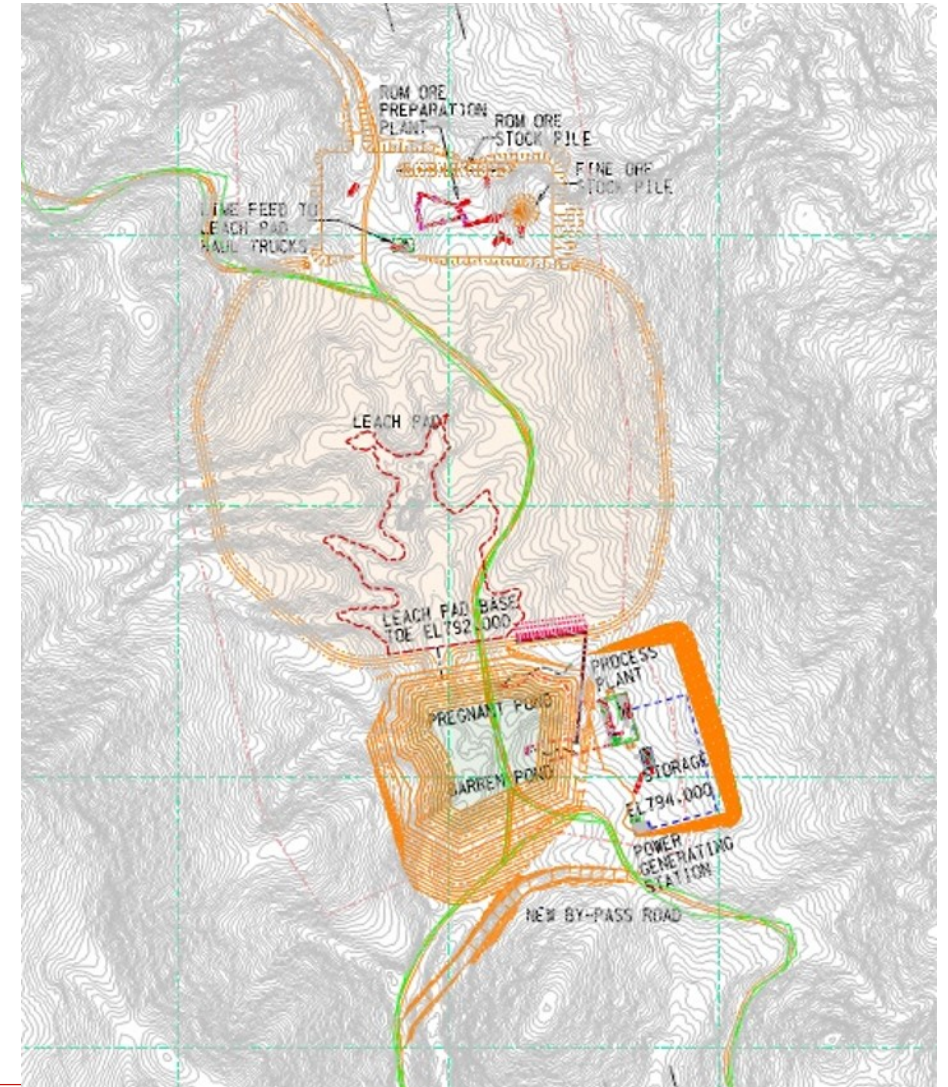 ROM ORE
PREPARATION
PLANT
ROM ORE
STOCK PILE
FINE ORE
STOCK PILE
LIME FEED TO
LEACH PAD
HAUL TRUCKS
LEACH PAD
LEACH PAD BASE
TOE EL792.000
PROCESS
PLANT
PREGNANT POND
BARREN POND
STORAGE
EL794.000
POWER
GENERATING
STATION
NEW BY-PASS ROAD